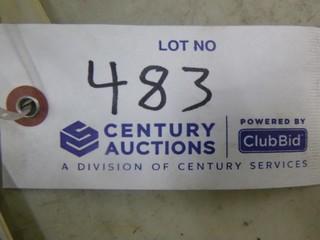 LOT NO
483
CENTURY AUCTIONS
POWERED BY
ClubBid
A DIVISION OF CENTURY SERVICES